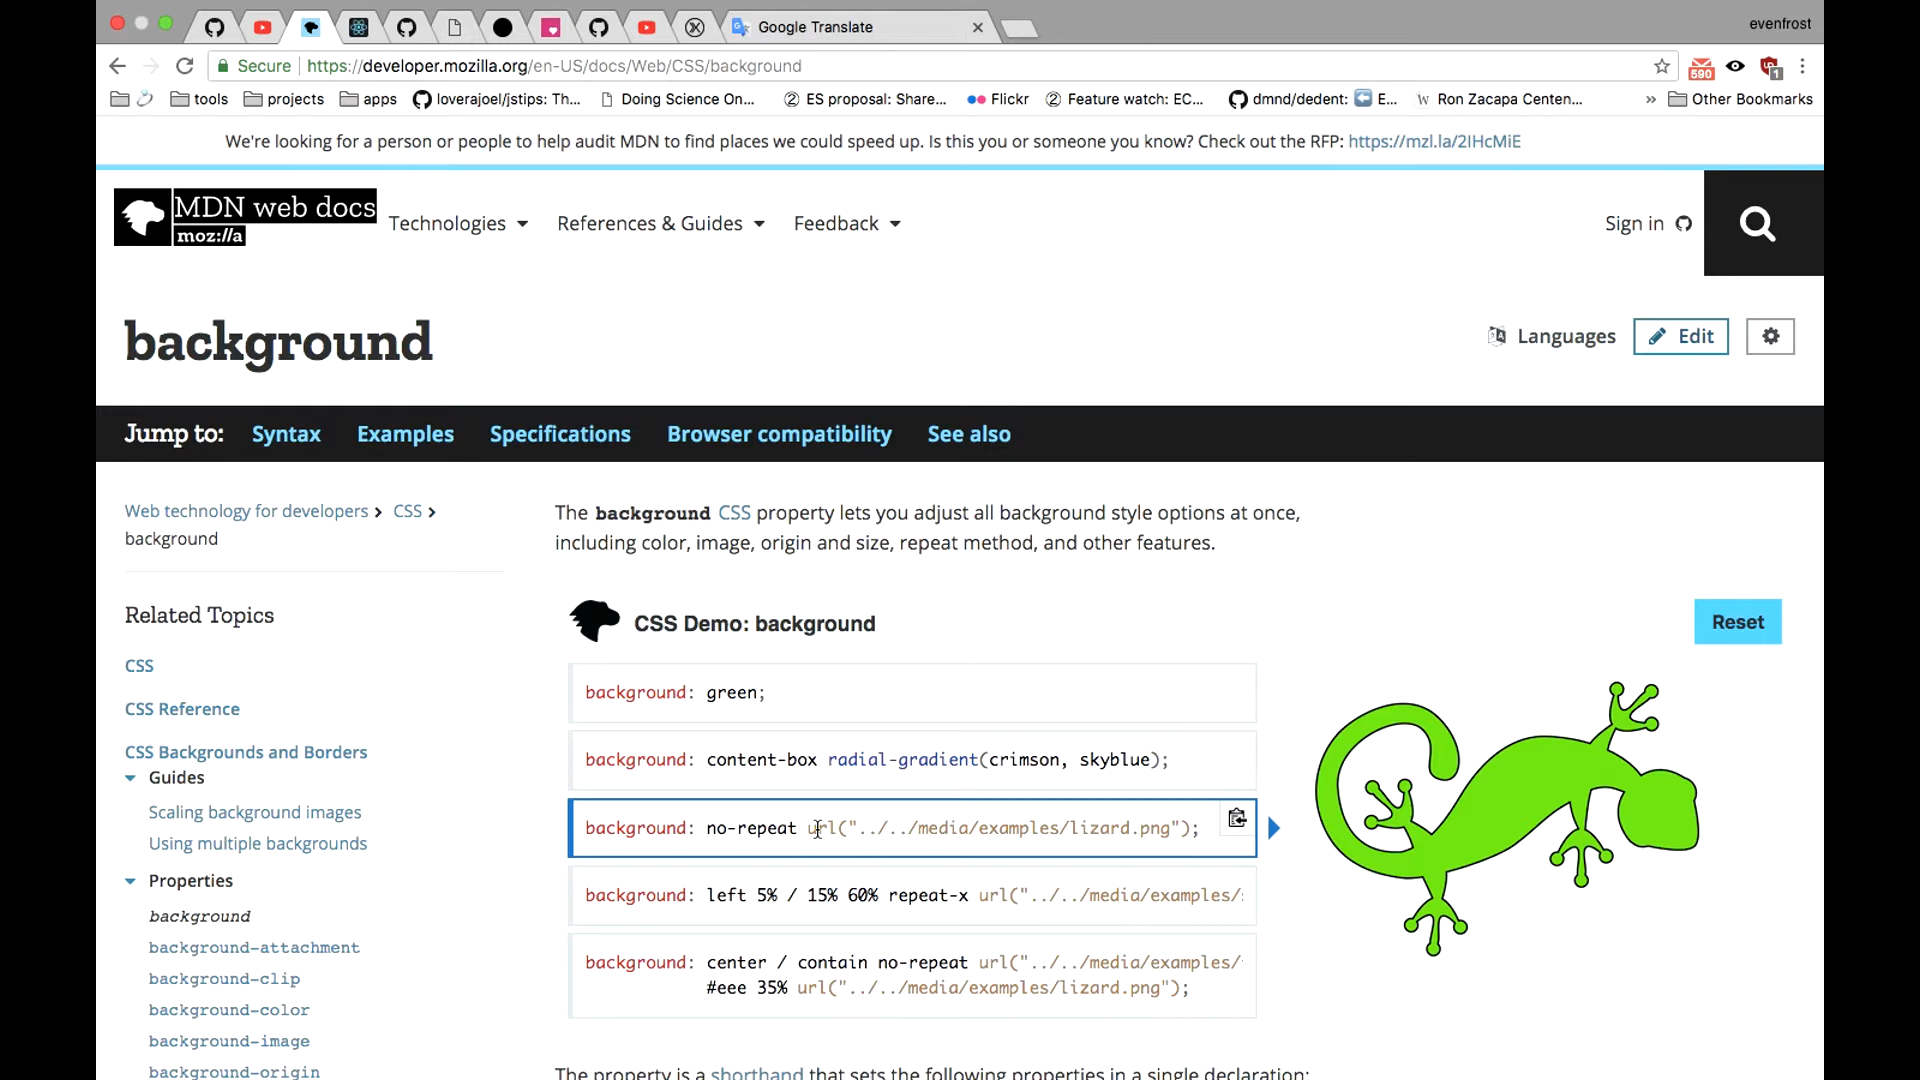 Google Translate
evenfrost
Secure
https://developer.mozilla.org/en-US/docs/Web/CSS/background
590
1
tools
projects
apps
loverajoel/jstips: Th...
Doing Science On...
ES proposal: Share...
Flickr
Feature watch: EC...
dmnd/dedent: ⬅️ E...
Ron Zacapa Centen...
»
Other Bookmarks
We're looking for a person or people to help audit MDN to find places we could speed up. Is this you or someone you know? Check out the RFP: https://mzl.la/2IHcMiE
MDN web docs
moz://a
Technologies
References & Guides
Feedback
Sign in
background
Languages
Edit
Jump to:
Syntax
Examples
Specifications
Browser compatibility
See also
Web technology for developers
CSS
background
Related Topics
CSS
CSS Reference
CSS Backgrounds and Borders
Guides
Scaling background images
Using multiple backgrounds
Properties
background
background-attachment
background-clip
background-color
background-image
background-origin
The background CSS property lets you adjust all background style options at once,
including color, image, origin and size, repeat method, and other features.
CSS Demo: background
Reset
background: green;
background: content-box radial-gradient(crimson, skyblue);
background: no-repeat url("../../media/examples/lizard.png");
background: left 5% / 15% 60% repeat-x url("../../media/examples/
background: center / contain no-repeat url("../../media/examples/
#eee 35% url("../../media/examples/lizard.png");
The property is a shorthand that sets the following properties in a single declaration: